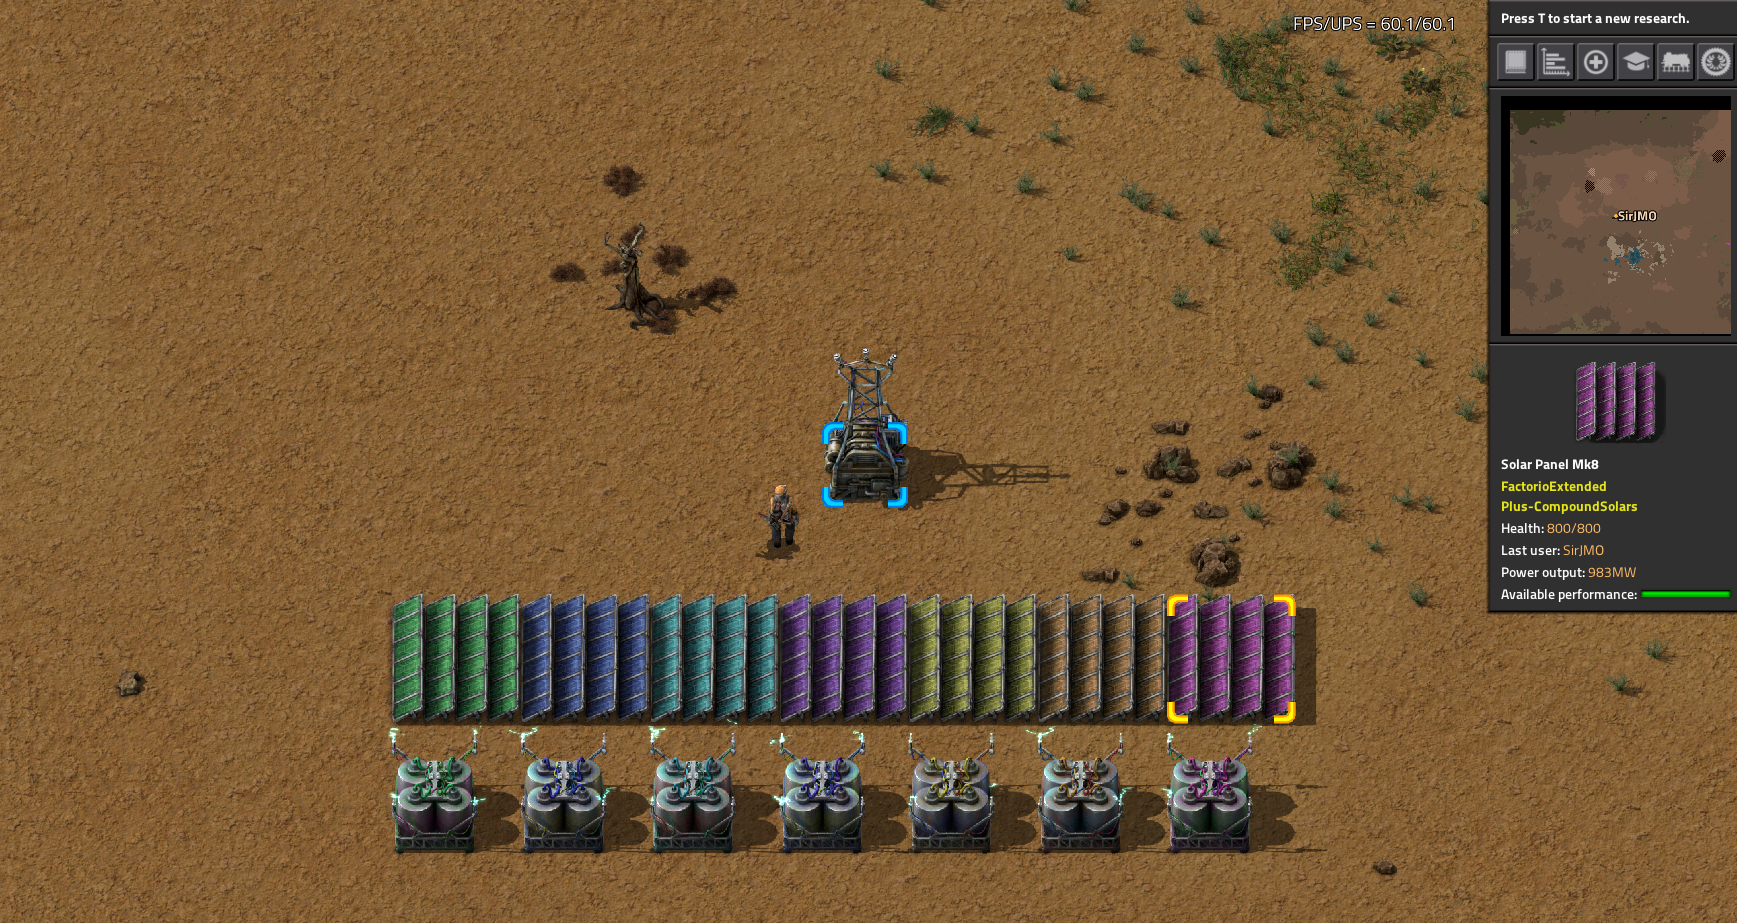 FPS/UPS = 60.1/60.1
Press T to start a new research.
SirJMO
Solar Panel Mk8
FactorioExtended
Plus-CompoundSolars
Health: 800/800
Last user: SirJMO
Power output: 983MW
Available performance: